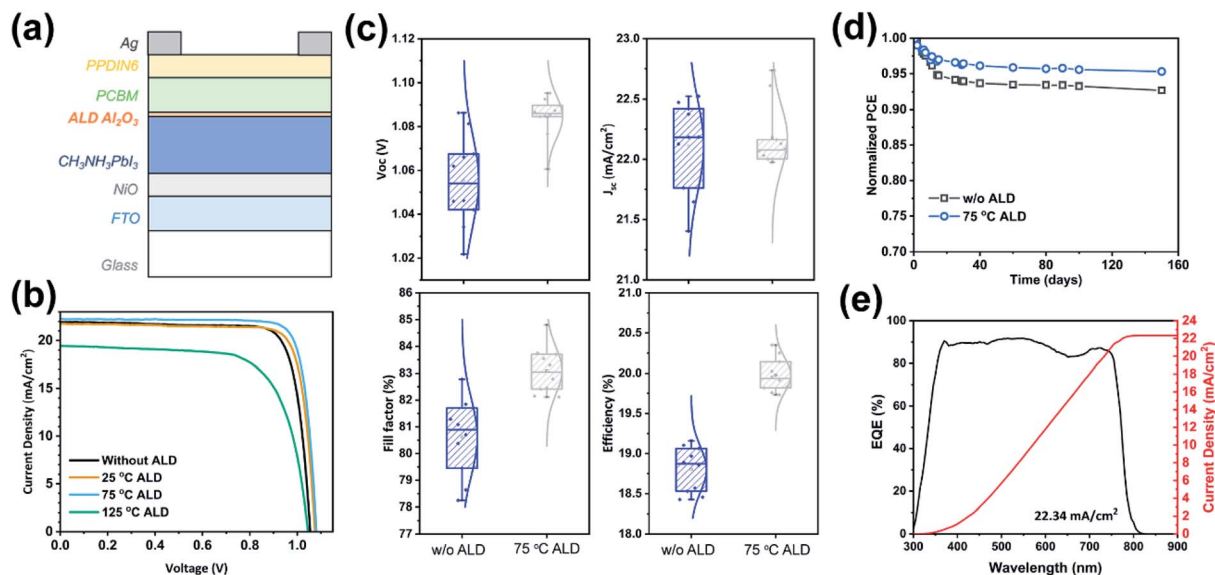 (a)
Ag
PPDIN6
PCBM
ALD Al₂O₃
CH₃NH₃PbI₃
NiO
FTO
Glass
(b)
Current Density (mA/cm²)
20
15
10
5
0
Without ALD
25 °C ALD
75 °C ALD
125 °C ALD
0.0 0.2 0.4 0.6 0.8 1.0
Voltage (V)
(c)
Voc (V)
1.12
1.10
1.08
1.06
1.04
1.02
Jsc (mA/cm²)
23.0
22.5
22.0
21.5
21.0
Fill factor (%)
86
85
84
83
82
81
80
79
78
77
w/o ALD 75 °C ALD
Efficiency (%)
21.0
20.5
20.0
19.5
19.0
18.5
18.0
w/o ALD 75 °C ALD
(d)
Normalized PCE
1.00
0.95
0.90
0.85
0.80
0.75
0.70
w/o ALD
75 °C ALD
0 20 40 60 80 100 120 140 160
Time (days)
(e)
EQE (%)
100
80
60
40
20
0
22.34 mA/cm²
300 400 500 600 700 800 900
Wavelength (nm)
24
22
20
18
16
14
12
10
8
6
4
2
0
Current Density (mA/cm²)